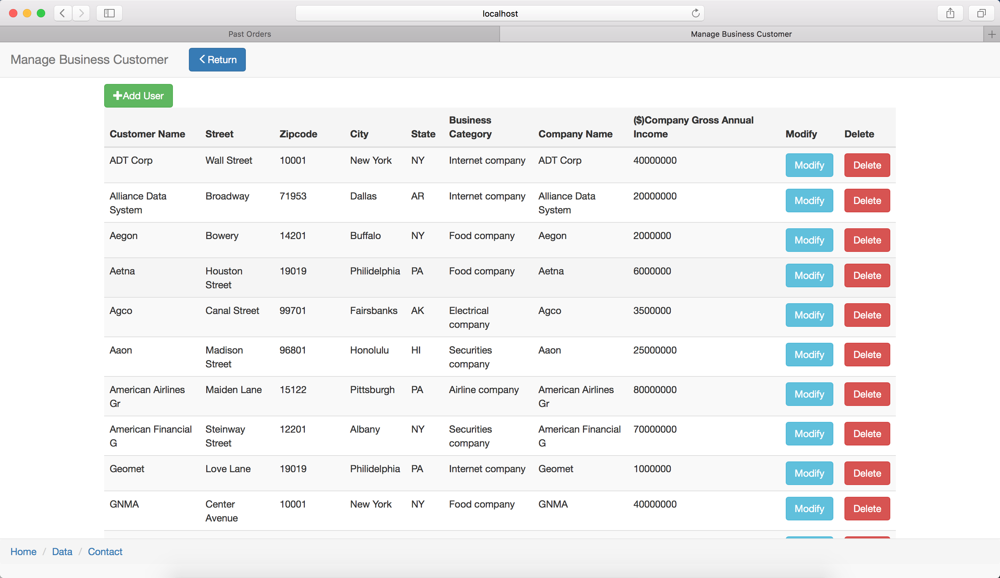 localhost
Past Orders
Manage Business Customer
Manage Business Customer
Return
Add User
Customer Name Street Zipcode City State Business Category Company Name ($)Company Gross Annual Income Modify Delete
ADT Corp Wall Street 10001 New York NY Internet company ADT Corp 40000000 Modify Delete
Alliance Data System Broadway 71953 Dallas AR Internet company Alliance Data System 20000000 Modify Delete
Aegon Bowery 14201 Buffalo NY Food company Aegon 2000000 Modify Delete
Aetna Houston Street 19019 Philidelphia PA Food company Aetna 6000000 Modify Delete
Agco Canal Street 99701 Fairsbanks AK Electrical company Agco 3500000 Modify Delete
Aaon Madison Street 96801 Honolulu HI Securities company Aaon 25000000 Modify Delete
American Airlines Gr Maiden Lane 15122 Pittsburgh PA Airline company American Airlines Gr 80000000 Modify Delete
American Financial G Steinway Street 12201 Albany NY Securities company American Financial G 70000000 Modify Delete
Geomet Love Lane 19019 Philidelphia PA Internet company Geomet 1000000 Modify Delete
GNMA Center Avenue 10001 New York NY Food company GNMA 40000000 Modify Delete
Home / Data / Contact